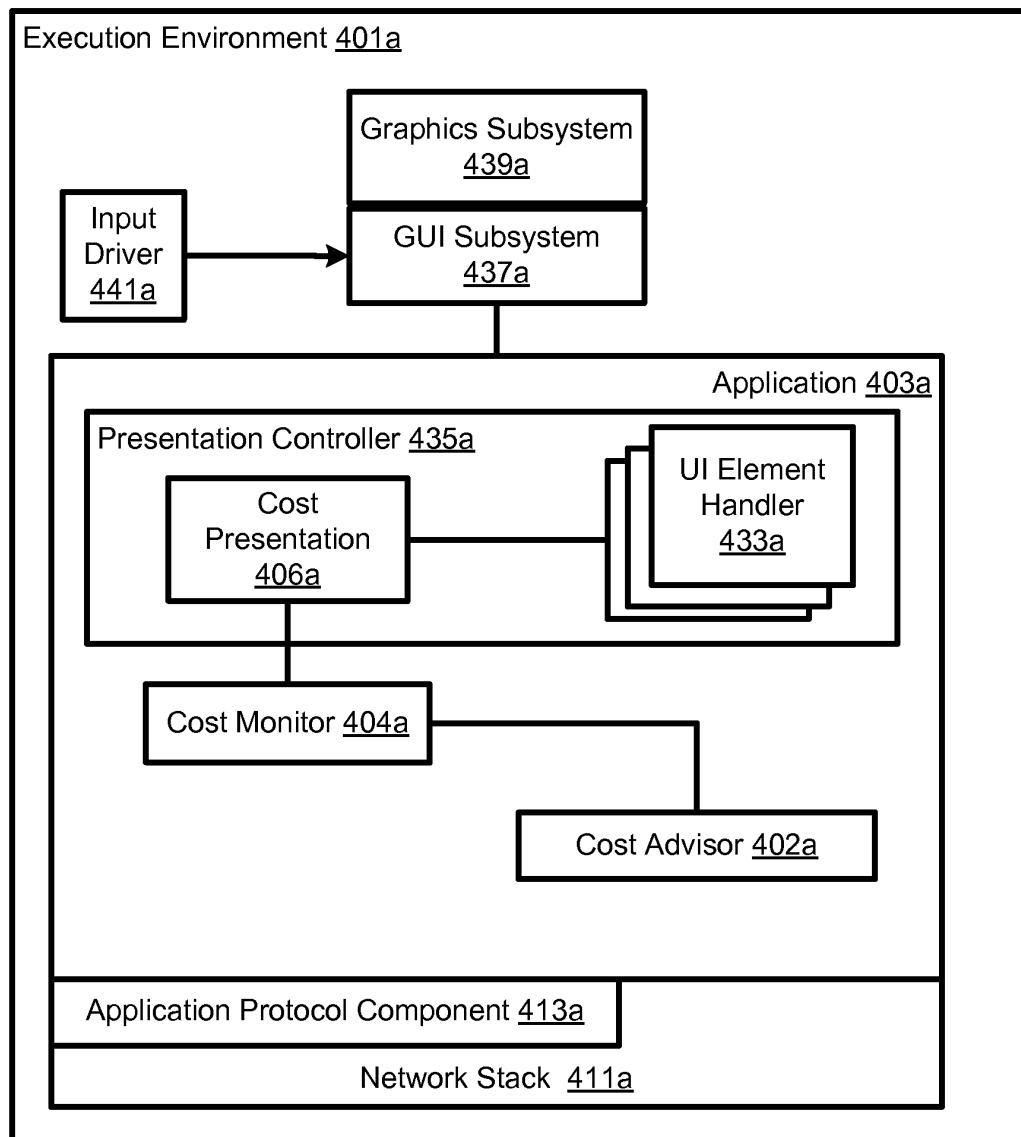 Execution Environment 401a
Graphics Subsystem
439a
Input
Driver
441a
GUI Subsystem
437a
Application 403a
Presentation Controller 435a
UI Element
Handler
433a
Cost
Presentation
406a
Cost Monitor 404a
Cost Advisor 402a
Application Protocol Component 413a
Network Stack 411a